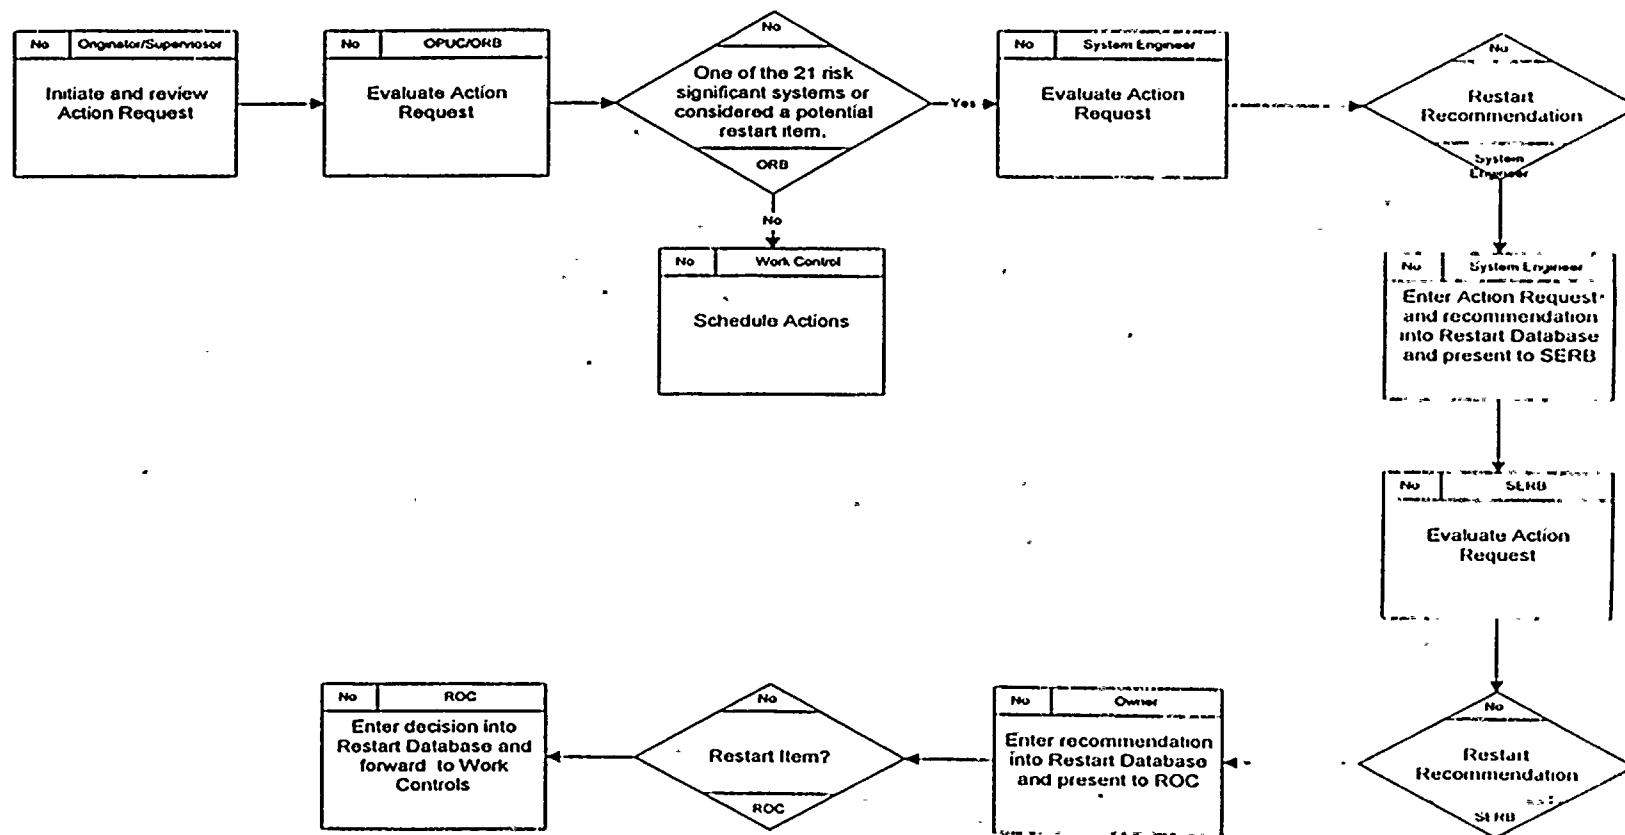 No Originator/Supervisosor
Initiate and review
Action Request
No OPUC/ORB
Evaluate Action
Request
No
One of the 21 risk
significant systems or
considered a potential
restart item.
ORB
Yes
No
No Work Control
Schedule Actions
No System Engineer
Evaluate Action
Request
No
Restart
Recommendation
System
Engineer
No System Engineer
Enter Action Request
and recommendation
into Restart Database
and present to SERB
No SERB
Evaluate Action
Request
No
Restart
Recommendation
SERB
No Owner
Enter recommendation
into Restart Database
and present to ROC
No
Restart Item?
ROC
No ROC
Enter decision into
Restart Database and
forward to Work
Controls